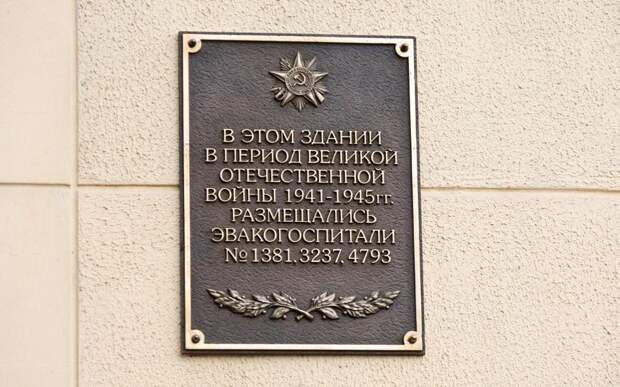 В ЭТОМ ЗДАНИИ
В ПЕРИОД ВЕЛИКОЙ
ОТЕЧЕСТВЕННОЙ
ВОЙНЫ 1941-1945гг.
РАЗМЕЩАЛИСЬ
ЭВАКОГОСПИТАЛИ
№1381, 3237, 4793